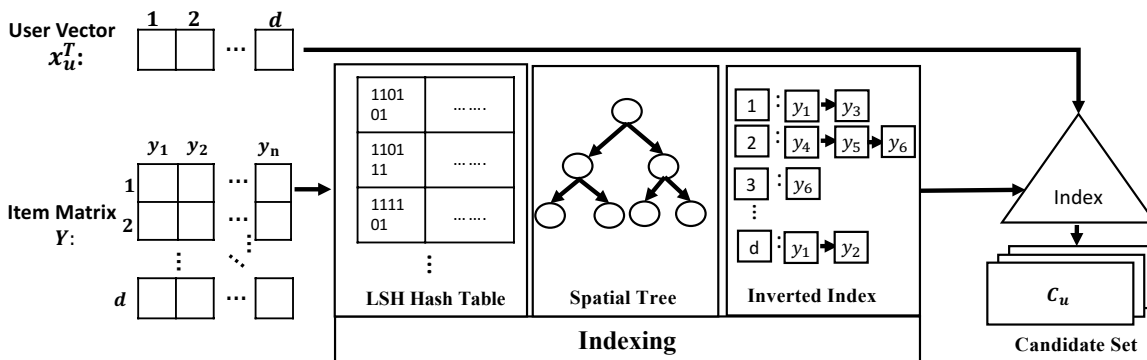 User Vector
x_u^T:
1 2 ... d
Item Matrix
Y:
y_1 y_2 ... y_n
1
...
2
...
⋮ ⋱ ⋮
d
...
1101
01
.......
1101
11
.......
1111
01
.......
⋮
LSH Hash Table
Spatial Tree
1 : y_1 y_3
2 : y_4 y_5 y_6
3 : y_6
⋮
d : y_1 y_2
Inverted Index
Indexing
Index
C_u
Candidate Set